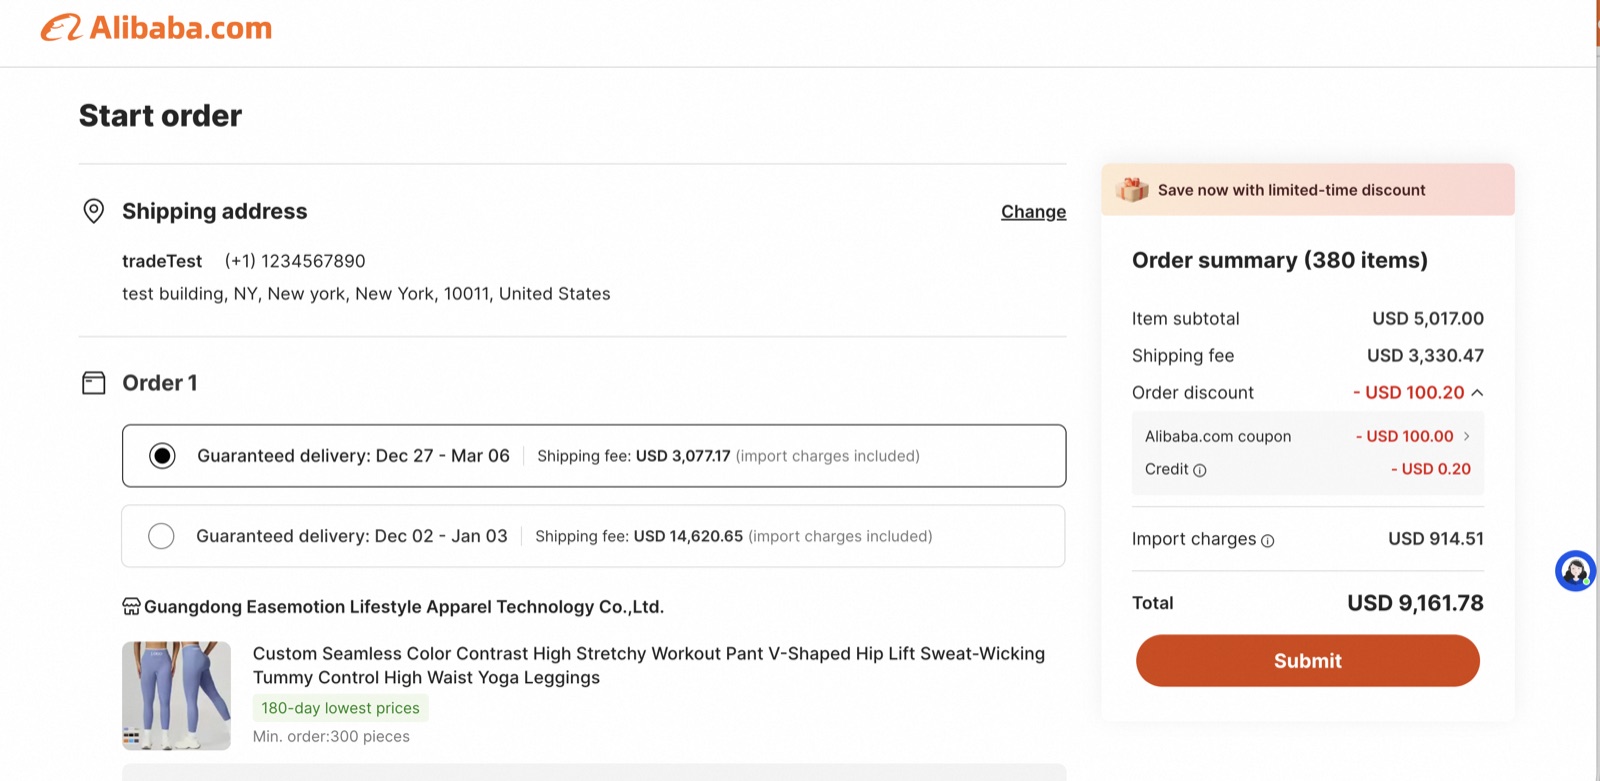 Alibaba.com
Start order
Shipping address
Change
tradeTest (+1) 1234567890
test building, NY, New york, New York, 10011, United States
Order 1
Guaranteed delivery: Dec 27 - Mar 06 Shipping fee: USD 3,077.17 (import charges included)
Guaranteed delivery: Dec 02 - Jan 03 Shipping fee: USD 14,620.65 (import charges included)
Guangdong Easemotion Lifestyle Apparel Technology Co.,Ltd.
Custom Seamless Color Contrast High Stretchy Workout Pant V-Shaped Hip Lift Sweat-Wicking
Tummy Control High Waist Yoga Leggings
180-day lowest prices
Min. order:300 pieces
Save now with limited-time discount
Order summary (380 items)
Item subtotal USD 5,017.00
Shipping fee USD 3,330.47
Order discount - USD 100.20
Alibaba.com coupon - USD 100.00
Credit - USD 0.20
Import charges USD 914.51
Total USD 9,161.78
Submit